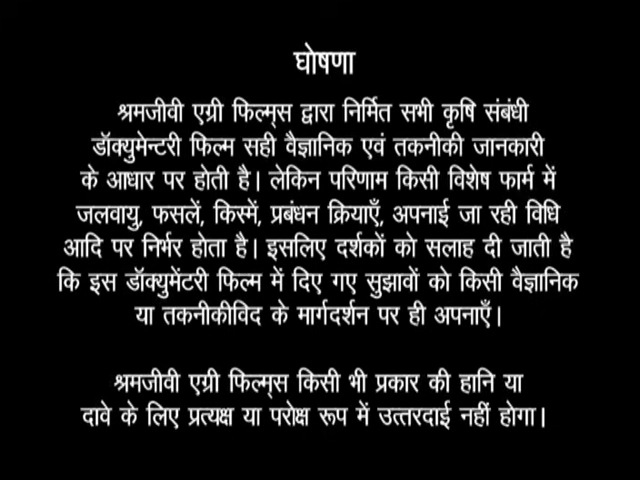 घोषणा
श्रमजीवी एग्री फिल्म्स द्वारा निर्मित सभी कृषि संबंधी
डॉक्युमेन्टरी फिल्म सही वैज्ञानिक एवं तकनीकी जानकारी
के आधार पर होती है। लेकिन परिणाम किसी विशेष फार्म में
जलवायु, फसलें, किस्में, प्रबंधन क्रियाएँ, अपनाई जा रही विधि
आदि पर निर्भर होता है। इसलिए दर्शकों को सलाह दी जाती है
कि इस डॉक्युमेंटरी फिल्म में दिए गए सुझावों को किसी वैज्ञानिक
या तकनीकीविद के मार्गदर्शन पर ही अपनाएँ।
श्रमजीवी एग्री फिल्म्स किसी भी प्रकार की हानि या
दावे के लिए प्रत्यक्ष या परोक्ष रूप में उत्तरदाई नहीं होगा।